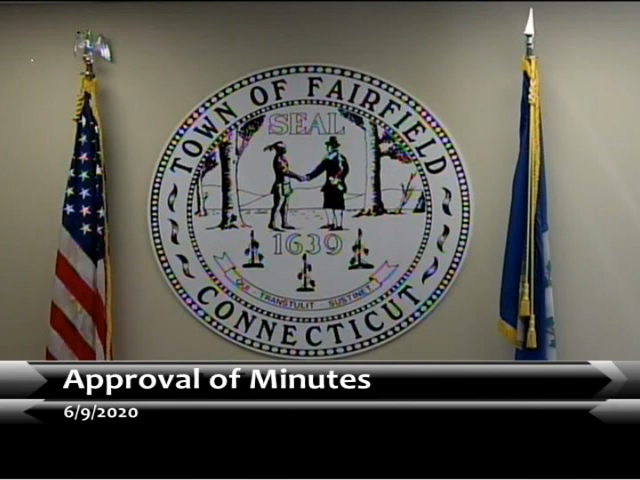 TOWN OF FAIRFIELD
SEAL
1639
QUI · TRANSTULIT · SUSTINET
CONNECTICUT
Approval of Minutes
6/9/2020